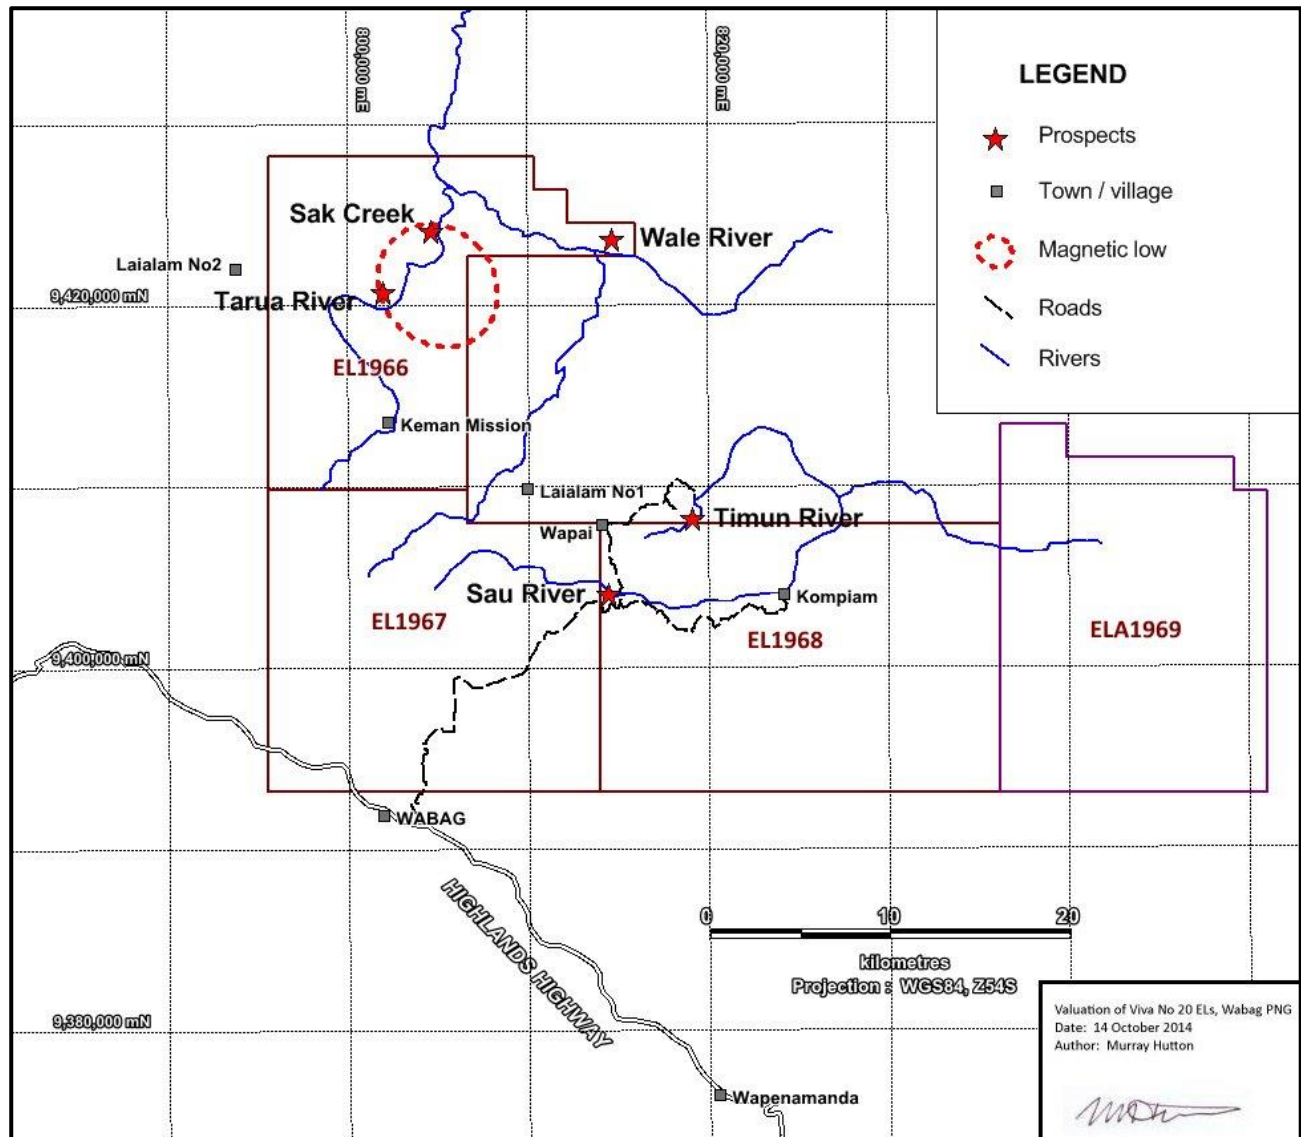 800,000 mE
820,000 mE
LEGEND
Prospects
Town / village
Magnetic low
Roads
Rivers
Sak Creek
Wale River
Laialam No2
9,420,000 mN
Tarua River
EL1966
Keman Mission
Laialam No1
Wapai
Timun River
Sau River
Kompiam
EL1967
EL1968
ELA1969
9,400,000 mN
WABAG
HIGHLANDS HIGHWAY
0 10 20
kilometres
Projection : WGS84, Z54S
9,380,000 mN
Wapenamanda
Valuation of Viva No 20 ELs, Wabag PNG
Date: 14 October 2014
Author: Murray Hutton